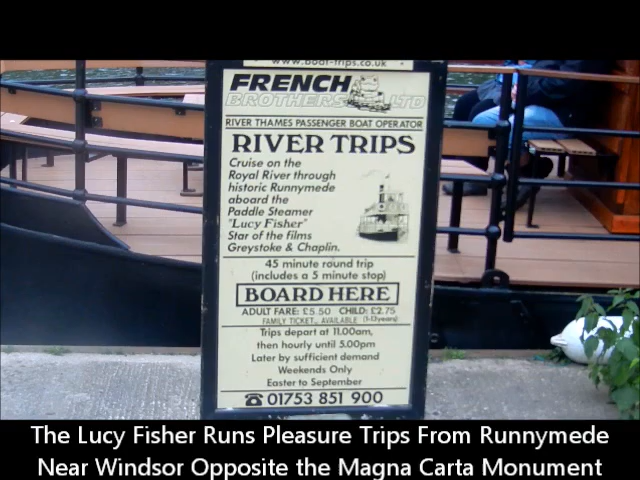 www.boat-trips.co.uk
FRENCH
BROTHERS LTD
RIVER THAMES PASSENGER BOAT OPERATOR
RIVER TRIPS
Cruise on the
Royal River through
historic Runnymede
aboard the
Paddle Steamer
"Lucy Fisher"
Star of the films
Greystoke & Chaplin.
45 minute round trip
(includes a 5 minute stop)
BOARD HERE
ADULT FARE: £5.50 CHILD: £2.75
FAMILY TICKET AVAILABLE (1-13years)
Trips depart at 11.00am,
then hourly until 5.00pm
Later by sufficient demand
Weekends Only
Easter to September
☎ 01753 851 900
The Lucy Fisher Runs Pleasure Trips From Runnymede
Near Windsor Opposite the Magna Carta Monument